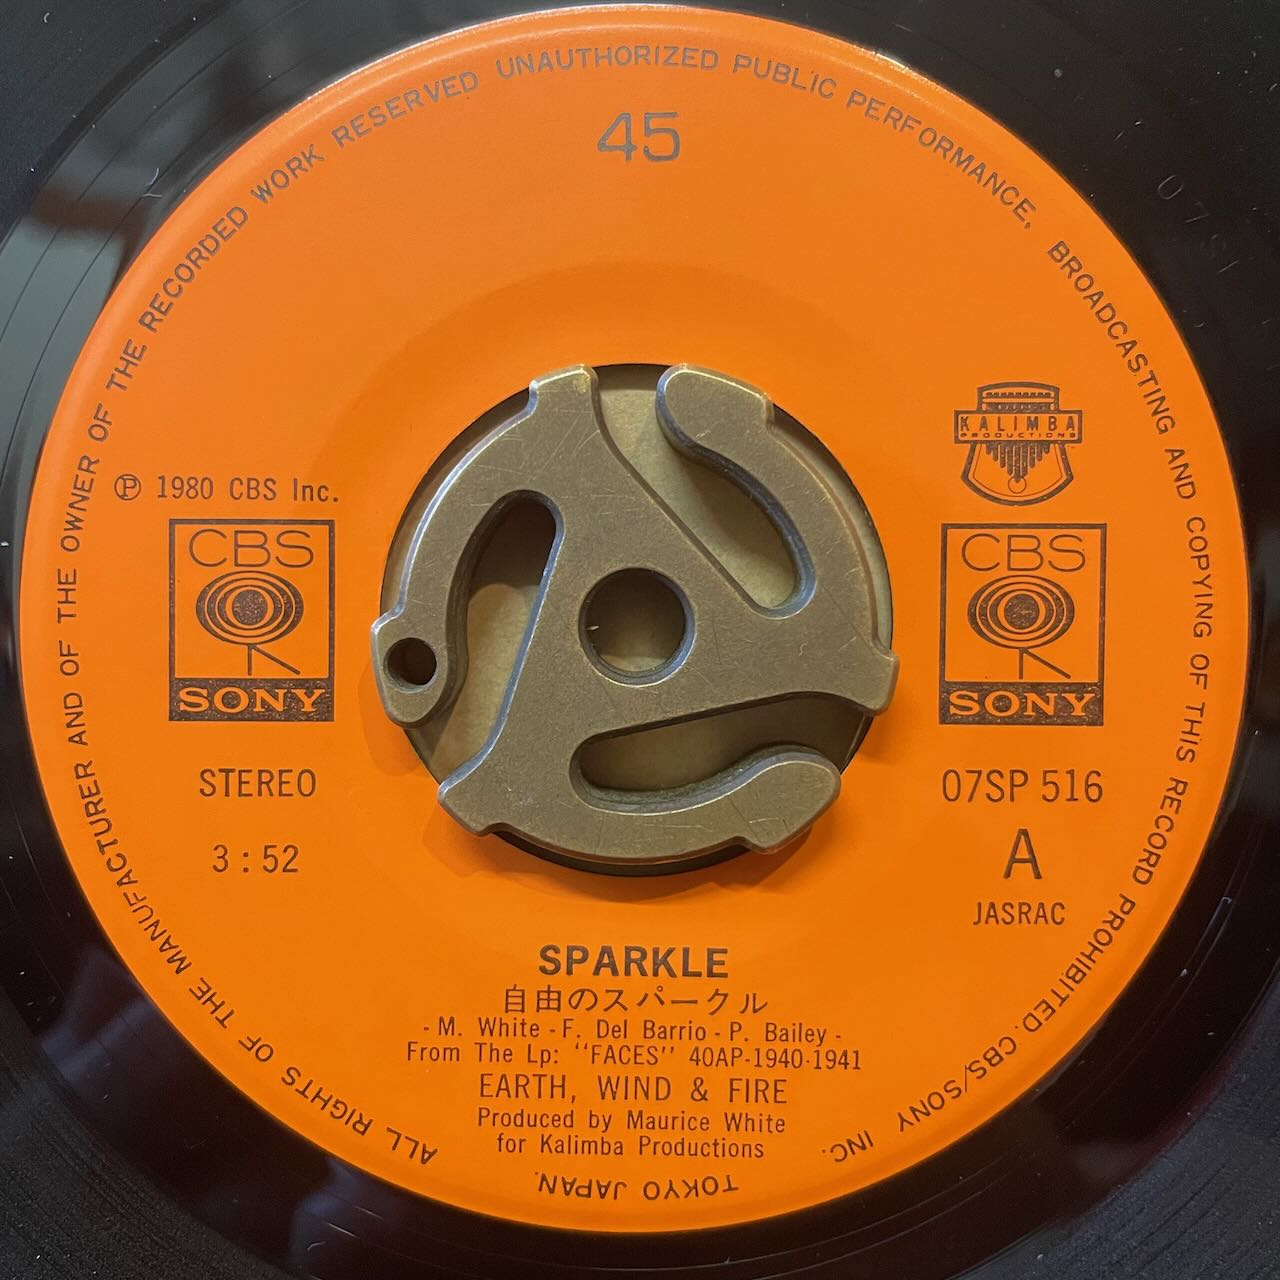 ALL RIGHTS OF THE MANUFACTURER AND OF THE OWNER OF THE RECORDED WORK RESERVED UNAUTHORIZED PUBLIC PERFORMANCE, BROADCASTING AND COPYING OF THIS RECORD PROHIBITED. CBS/SONY INC.
TOKYO JAPAN.
45
KALIMBA
PRODUCTIONS
℗ 1980 CBS Inc.
CBS
SONY
CBS
SONY
STEREO
3:52
07SP 516
A
JASRAC
SPARKLE
自由のスパークル
- M. White - F. Del Barrio - P. Bailey -
From The Lp: “FACES” 40AP-1940-1941
EARTH, WIND & FIRE
Produced by Maurice White
for Kalimba Productions